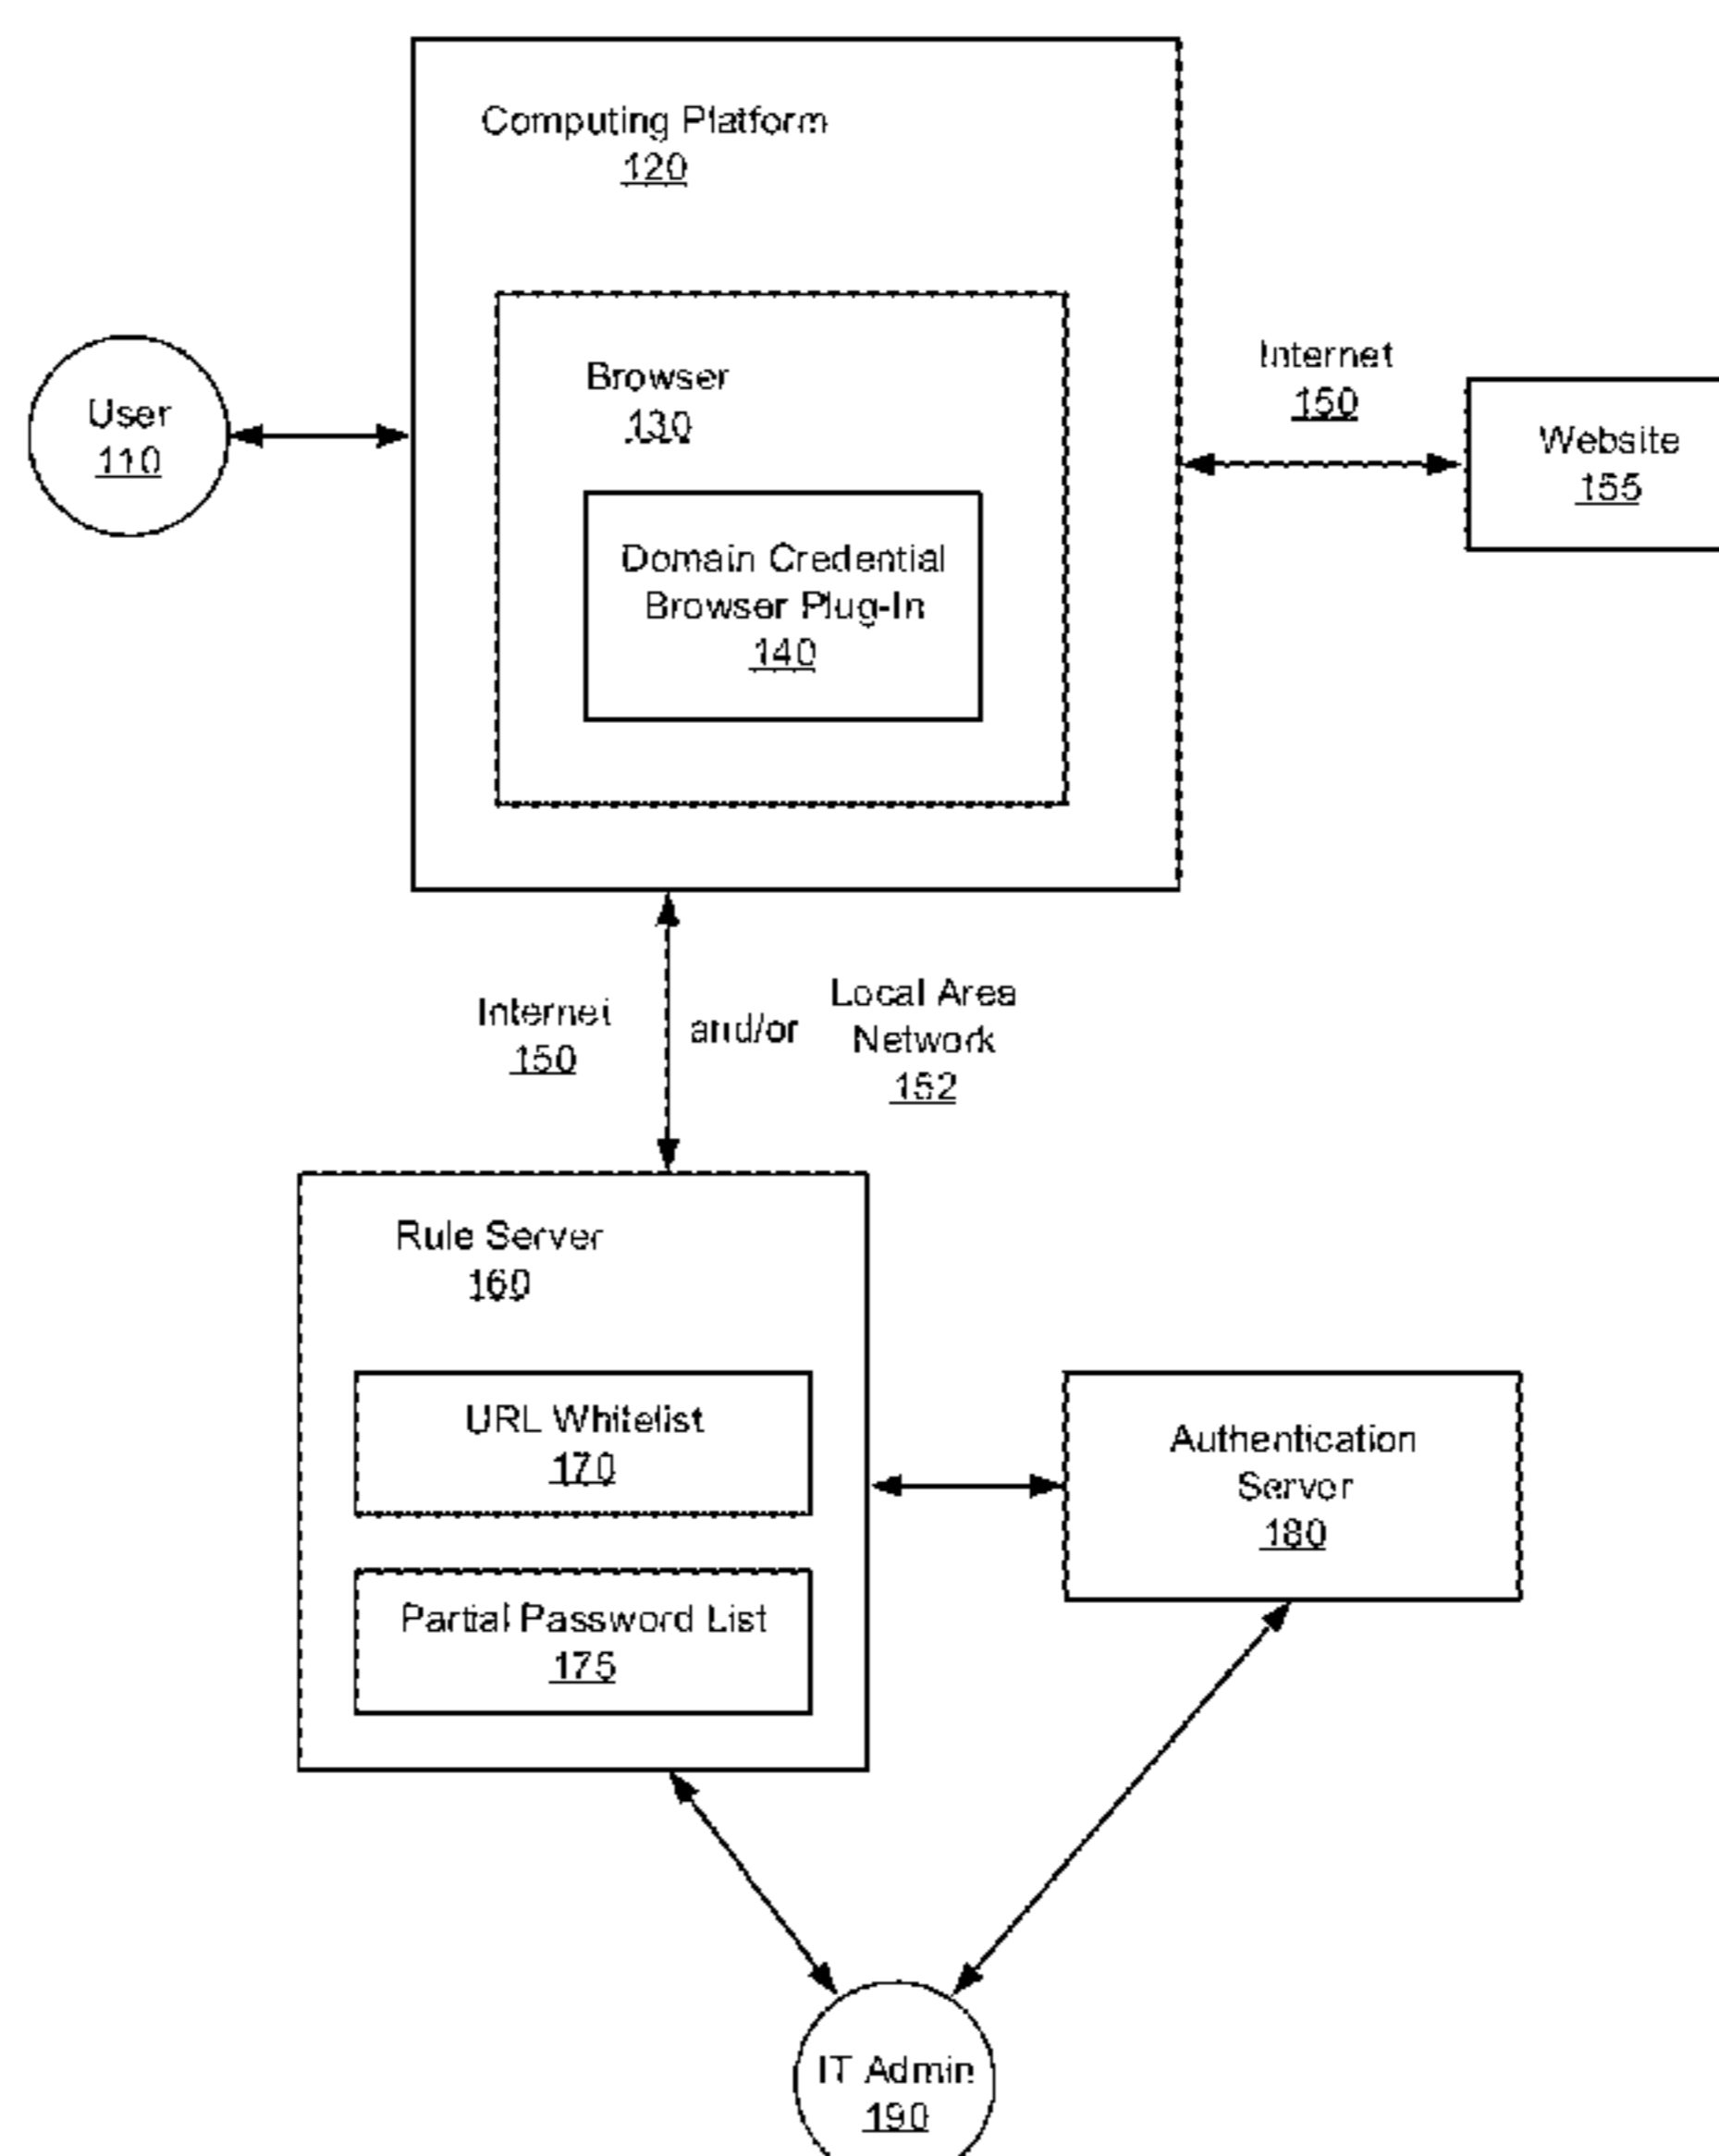 Computing Platform
120
Browser
130
Internet
150
User
110
Website
155
Domain Credential
Browser Plug-In
140
Internet
150
and/or
Local Area
Network
152
Rule Server
160
URL Whitelist
170
Authentication
Server
180
Partial Password List
175
IT Admin
190